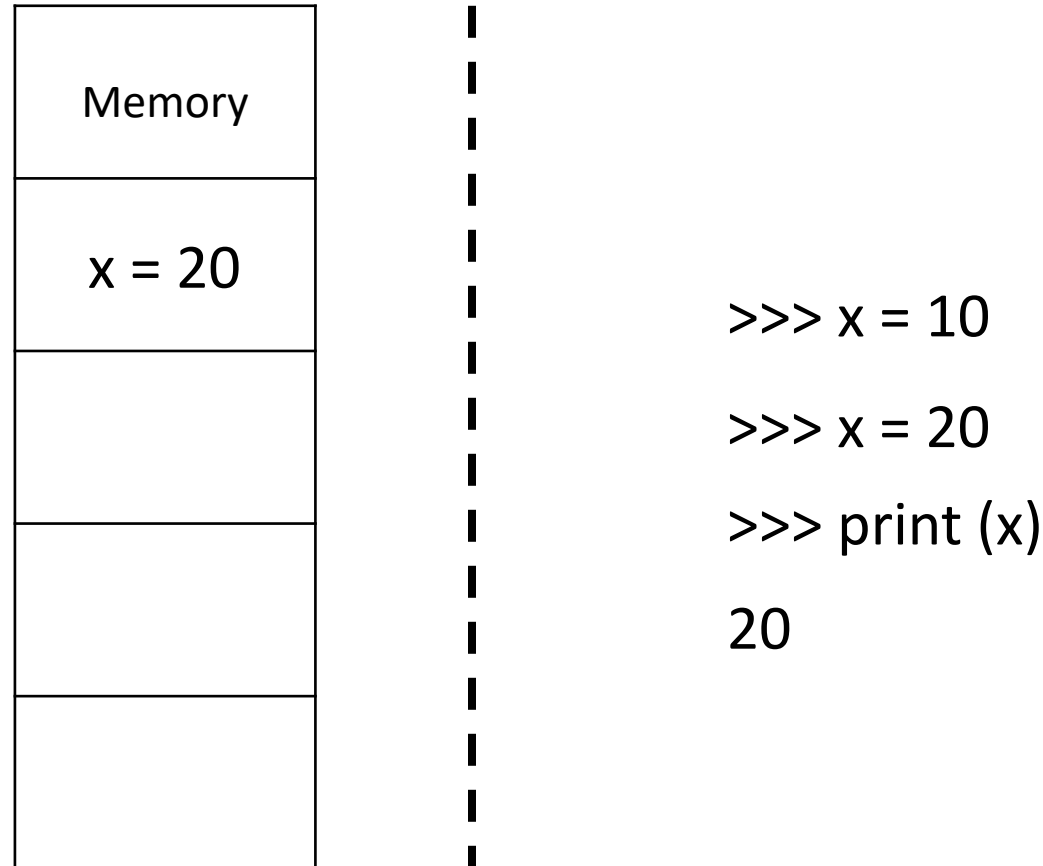 Memory
x = 20
>>> x = 10
>>> x = 20
>>> print (x)
20